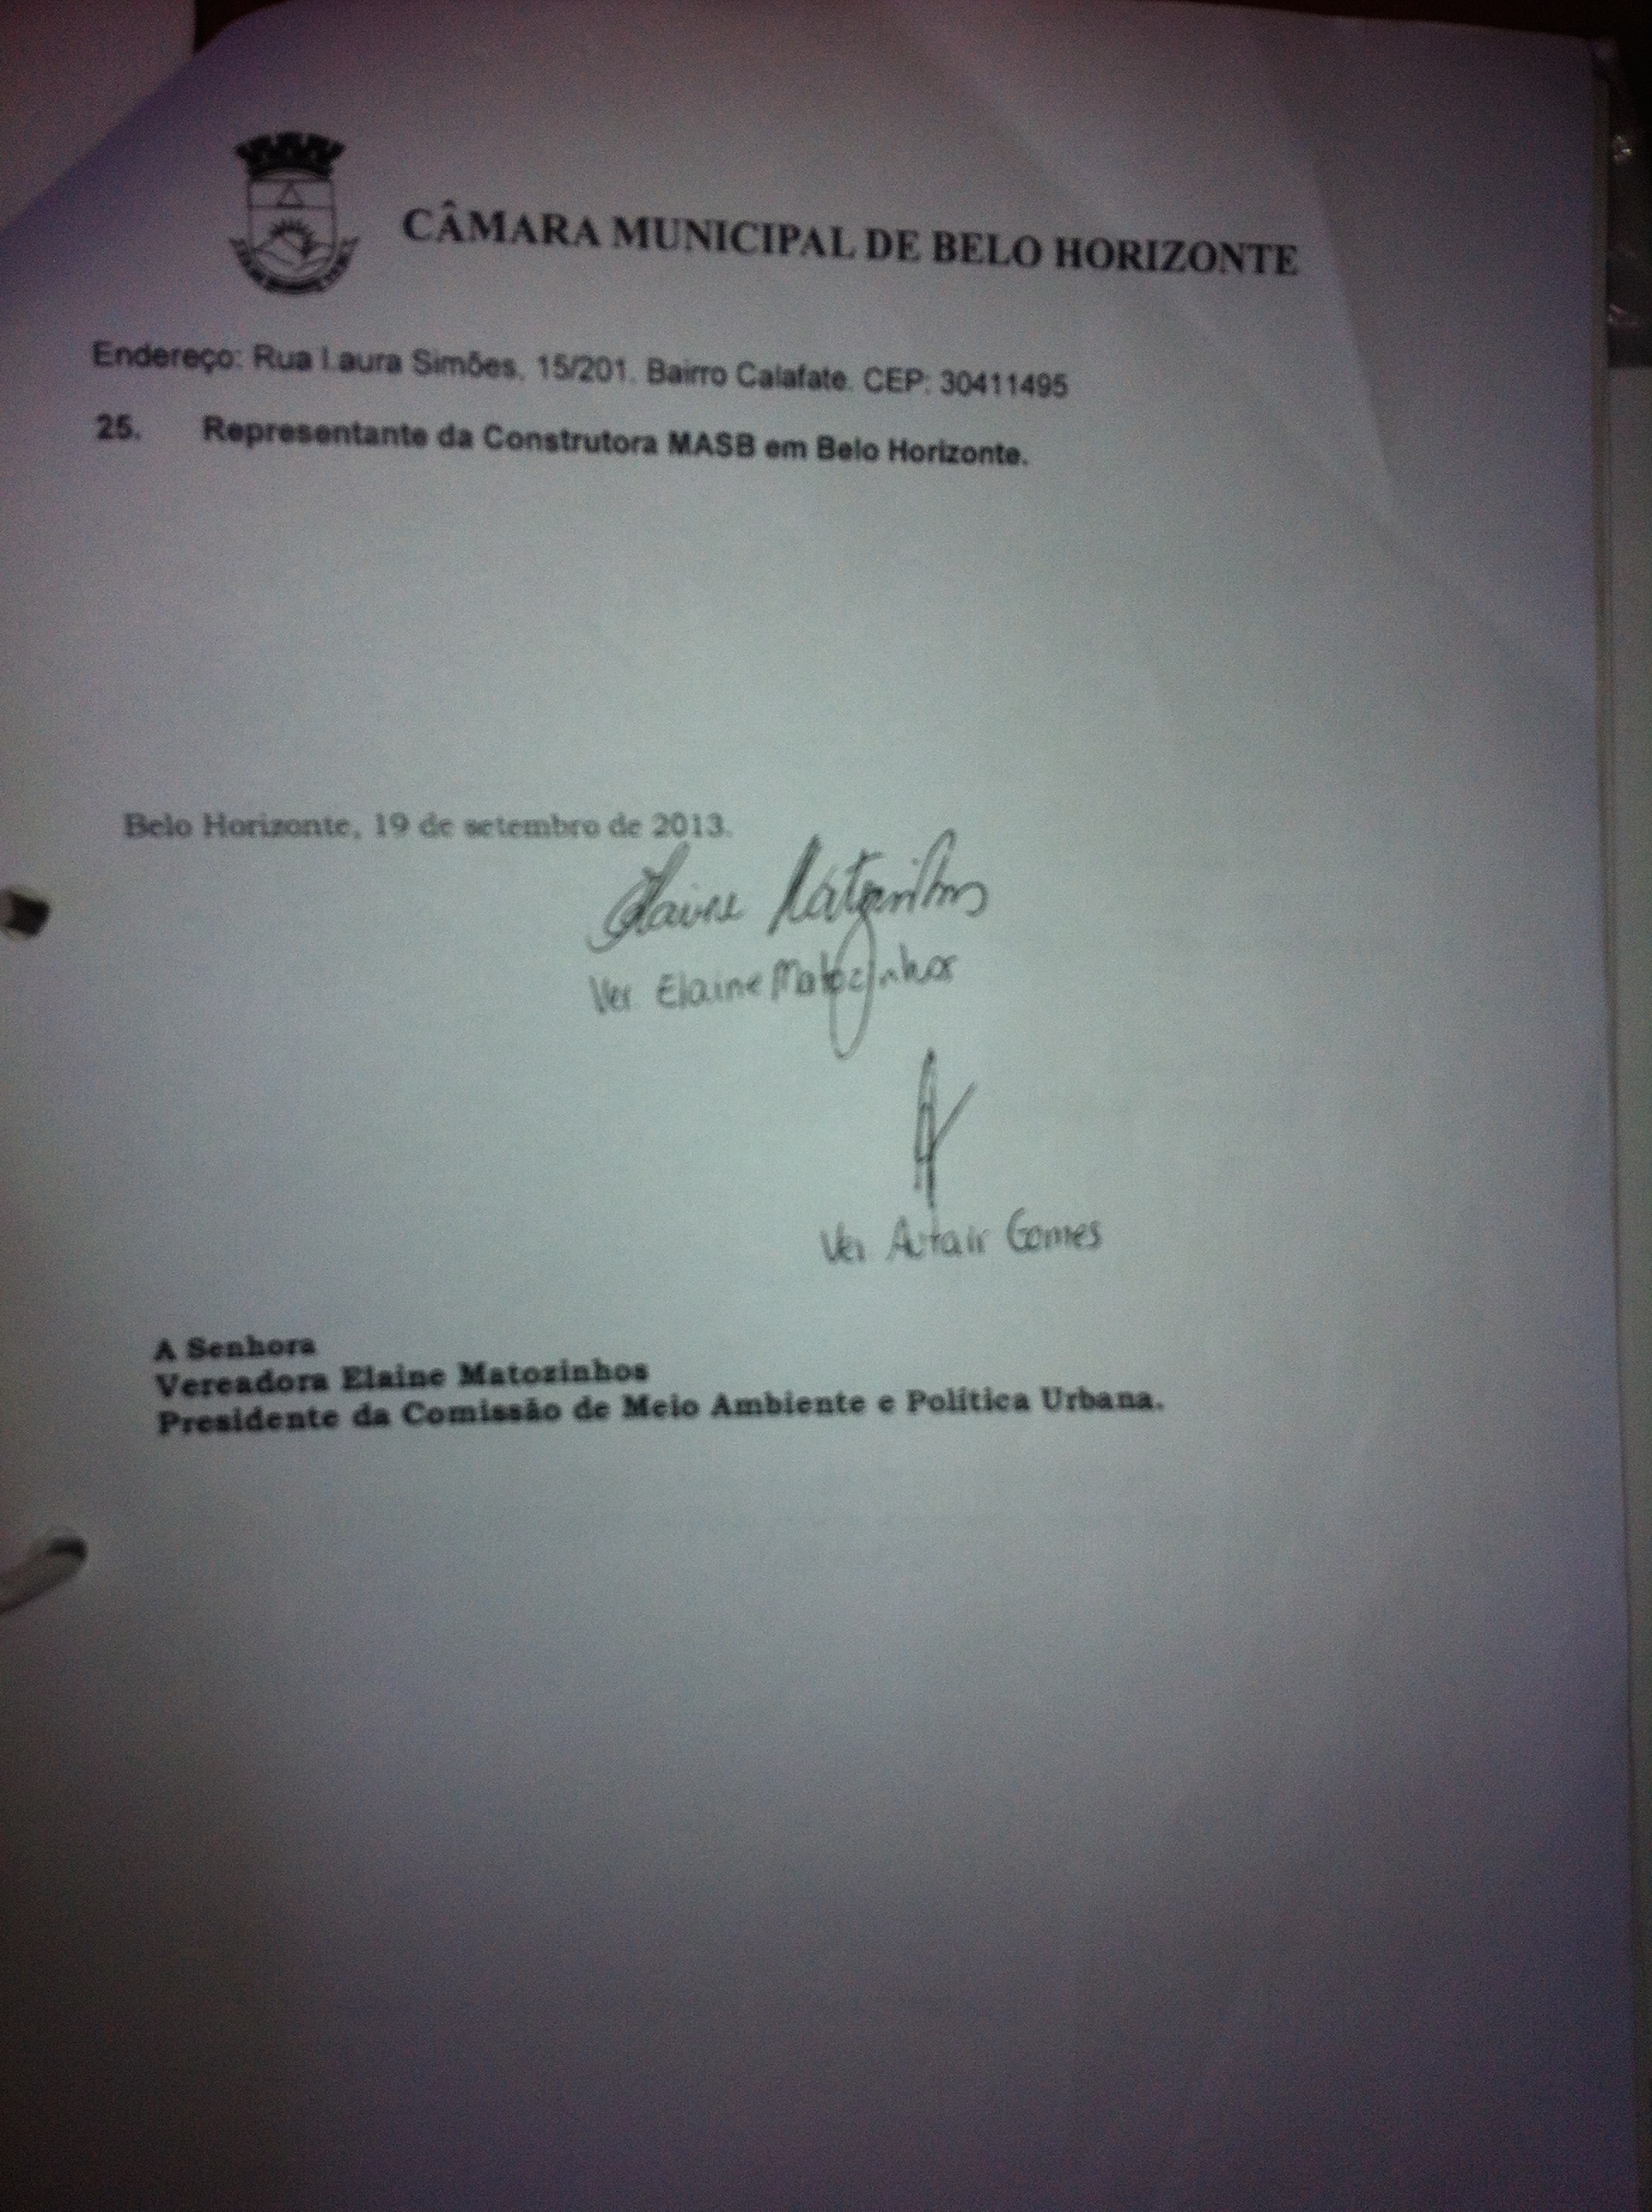 CÂMARA MUNICIPAL DE BELO HORIZONTE
Endereço: Rua Laura Simões, 15/201. Bairro Calafate. CEP: 30411495
25. Representante da Construtora MASB em Belo Horizonte.
Belo Horizonte, 19 de setembro de 2013.
Elaine Matozinhos
Ver Elaine Matozinhos
Ver Autair Gomes
A Senhora
Vereadora Elaine Matozinhos
Presidente da Comissão de Meio Ambiente e Política Urbana.